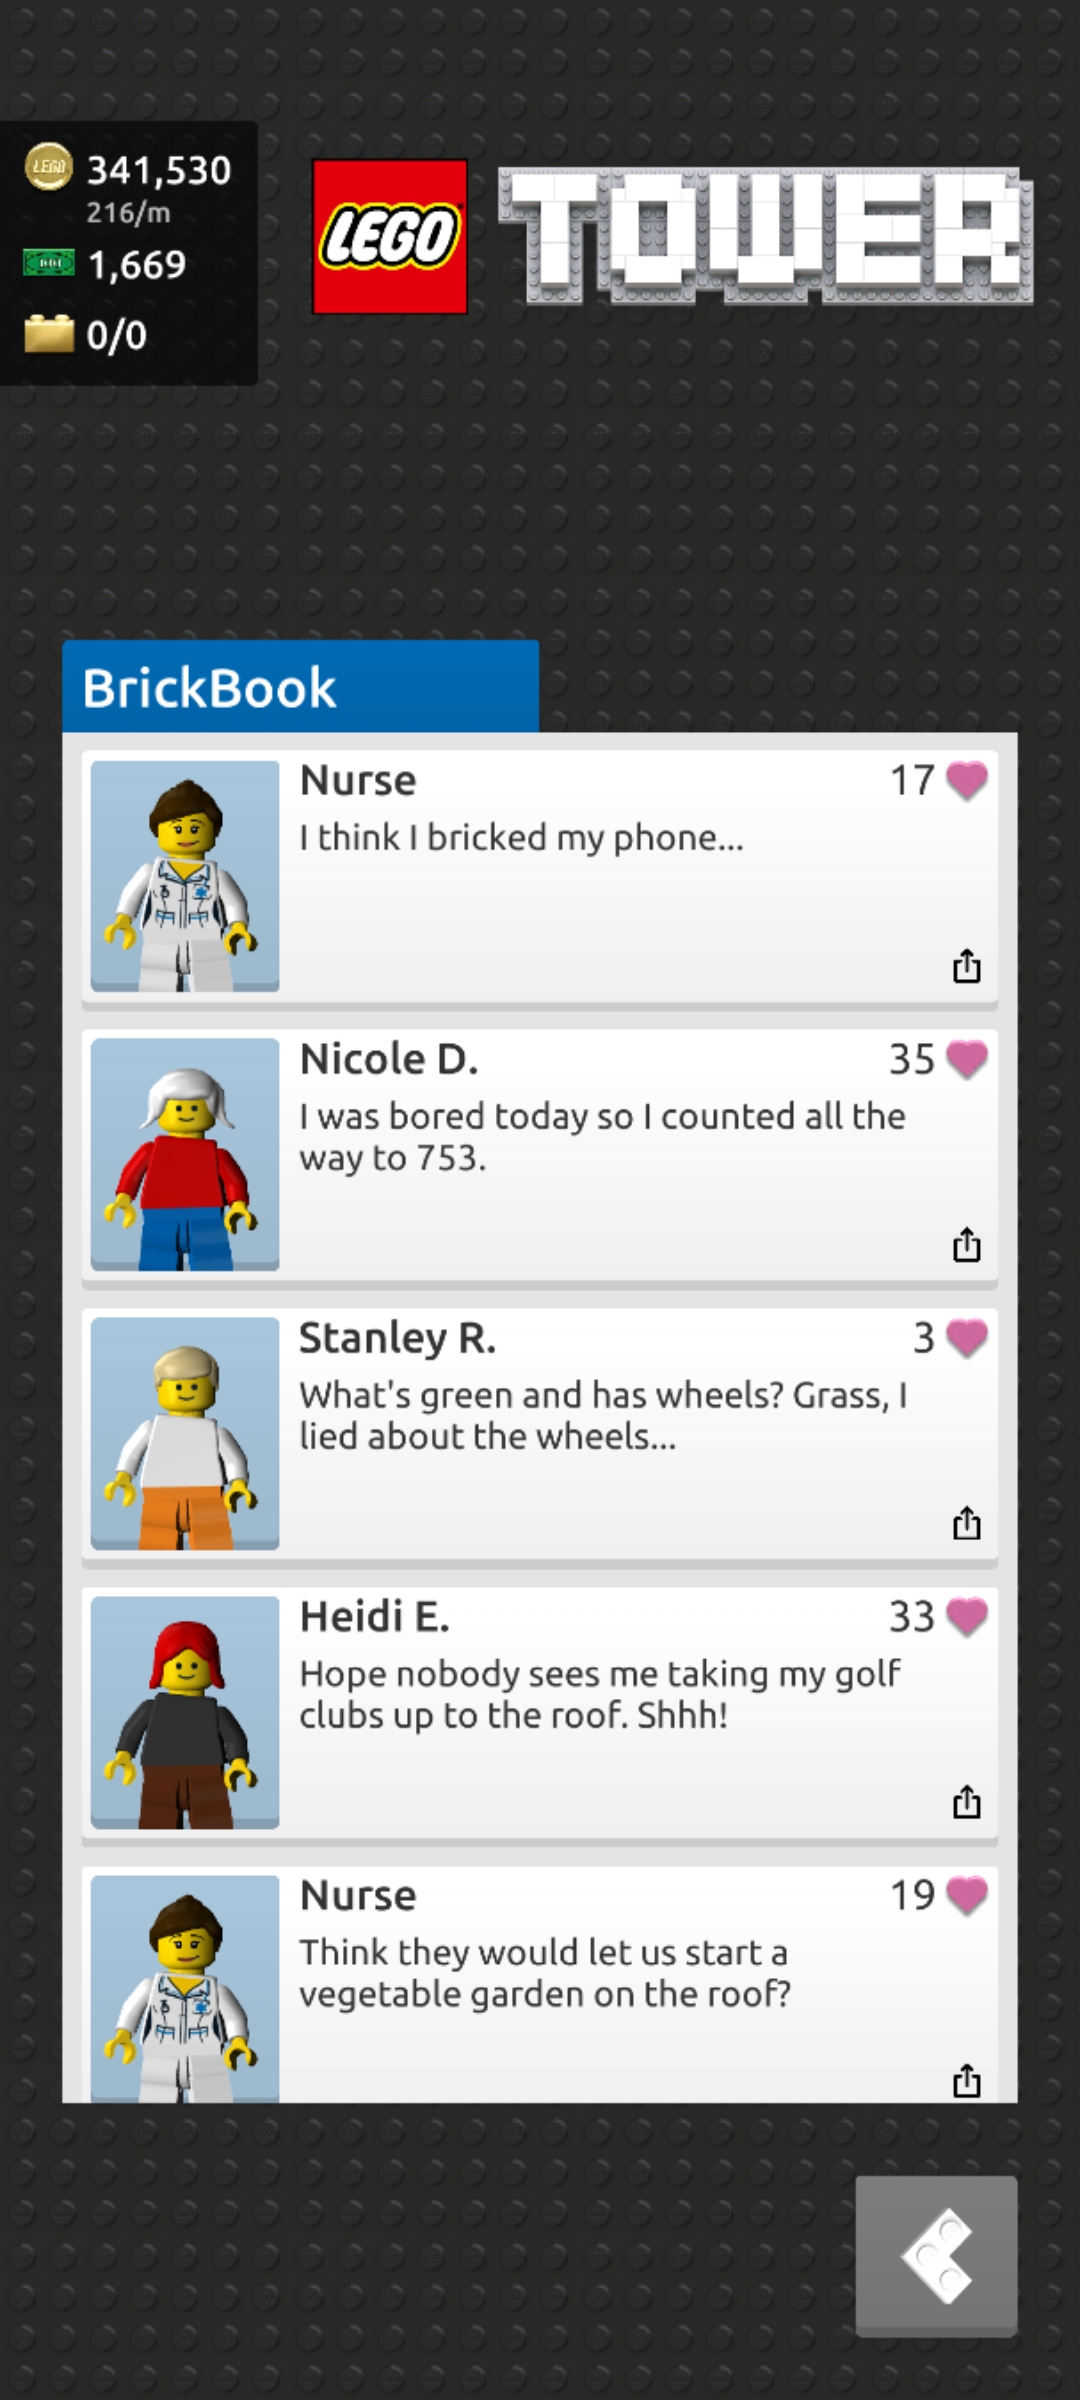 LEGO
341,530
216/m
1,669
0/0
LEGO
TOWER
BrickBook
Nurse
17
I think I bricked my phone...
Nicole D.
35
I was bored today so I counted all the
way to 753.
Stanley R.
3
What's green and has wheels? Grass, I
lied about the wheels...
Heidi E.
33
Hope nobody sees me taking my golf
clubs up to the roof. Shhh!
Nurse
19
Think they would let us start a
vegetable garden on the roof?